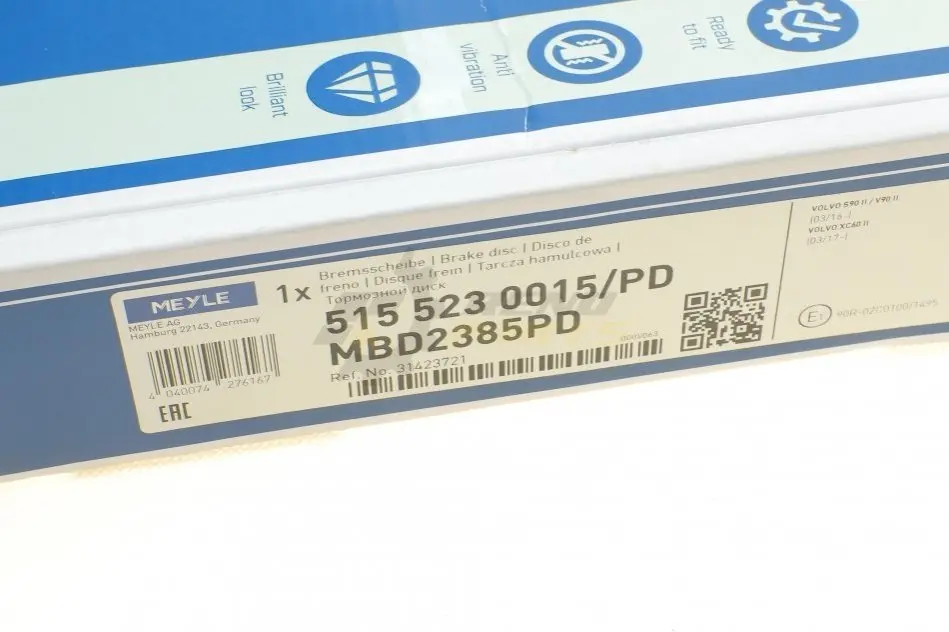 Brilliant
look
Anti
vibration
Ready
to fit
MEYLE
MEYLE AG
Hamburg 22143, Germany
4 040074 276167
EAC
1x
Bremsscheibe | Brake disc | Disco de
freno | Disque frein | Tarcza hamulcowa |
Тормозной диск
515 523 0015/PD
MBD2385PD
Ref. No. 31423721
0001/063
VOLVO S90 II / V90 II
(03/16-)
VOLVO XC60 II
(03/17-)
E1
90R-02C0100/1495